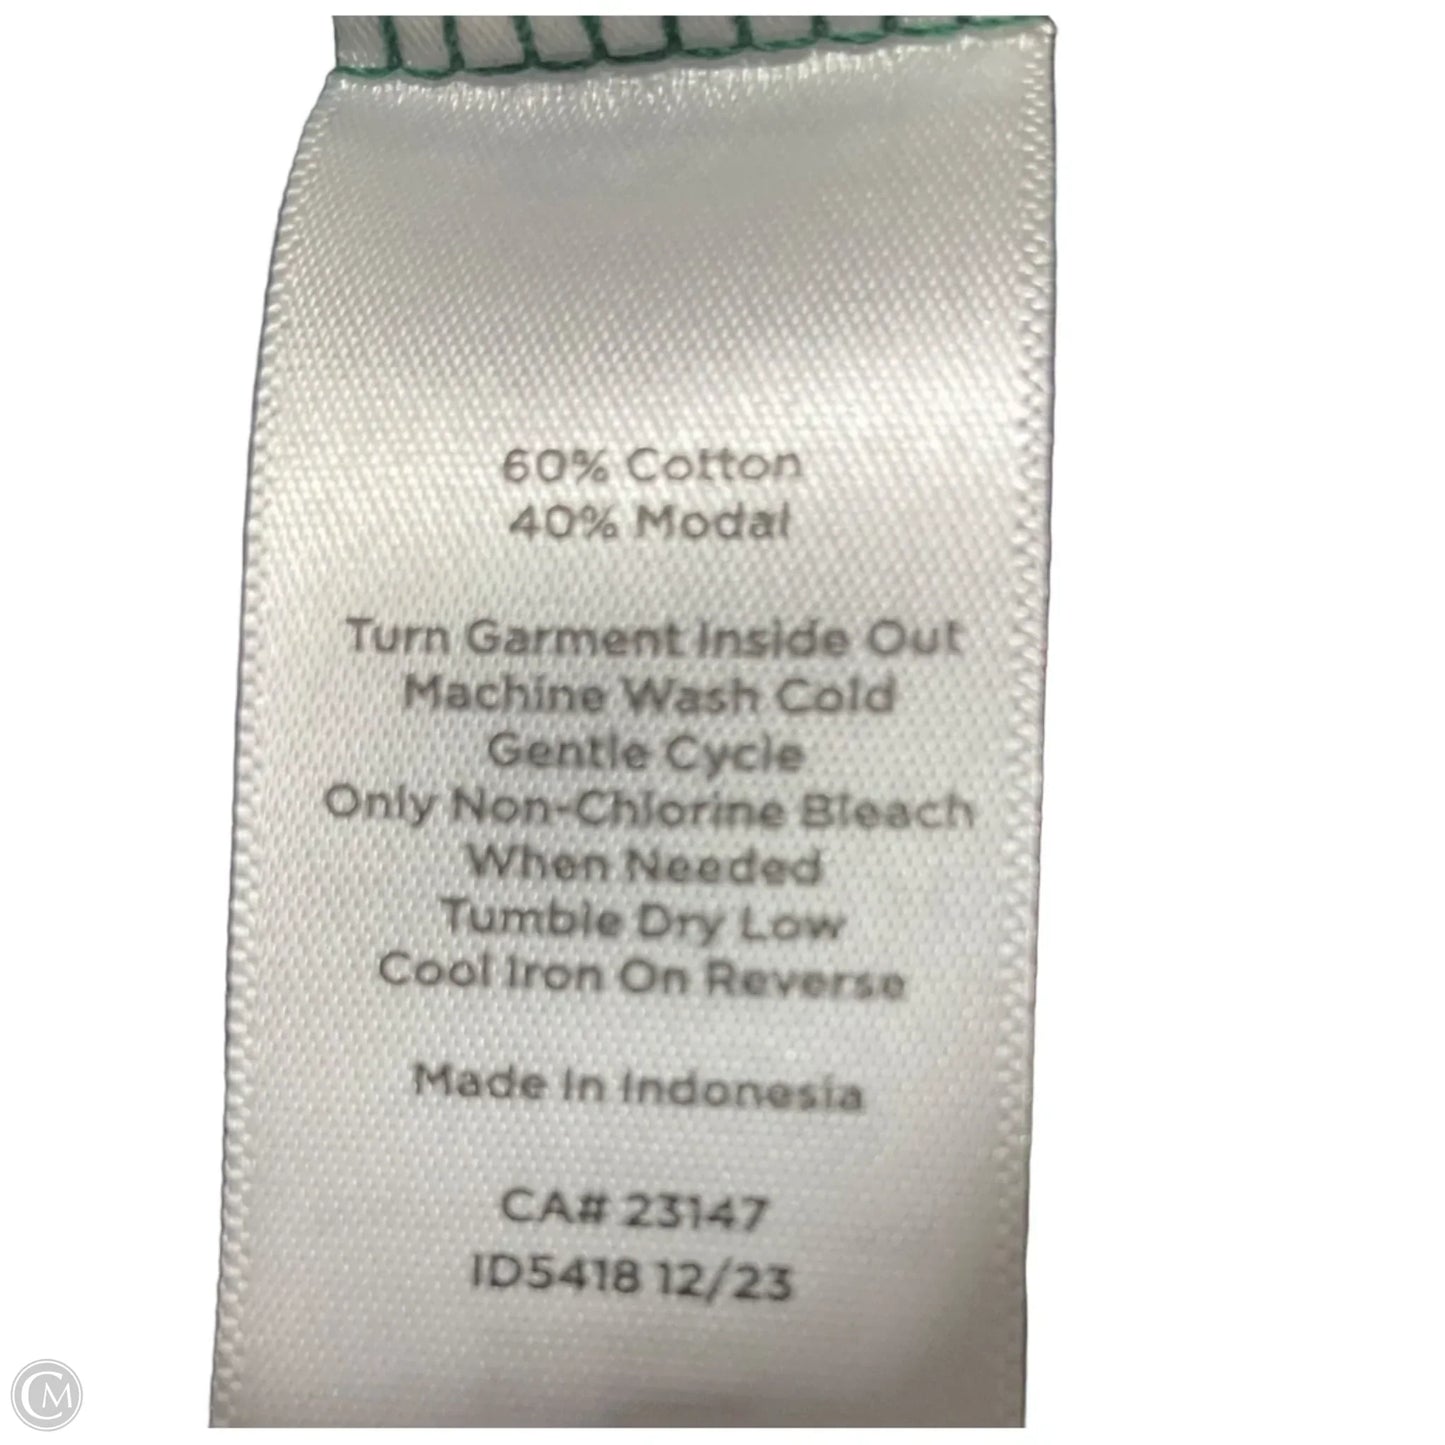 60% Cotton
40% Modal
Turn Garment Inside Out
Machine Wash Cold
Gentle Cycle
Only Non-Chlorine Bleach
When Needed
Tumble Dry Low
Cool Iron On Reverse
Made In Indonesia
CA# 23147
ID5418 12/23
CM